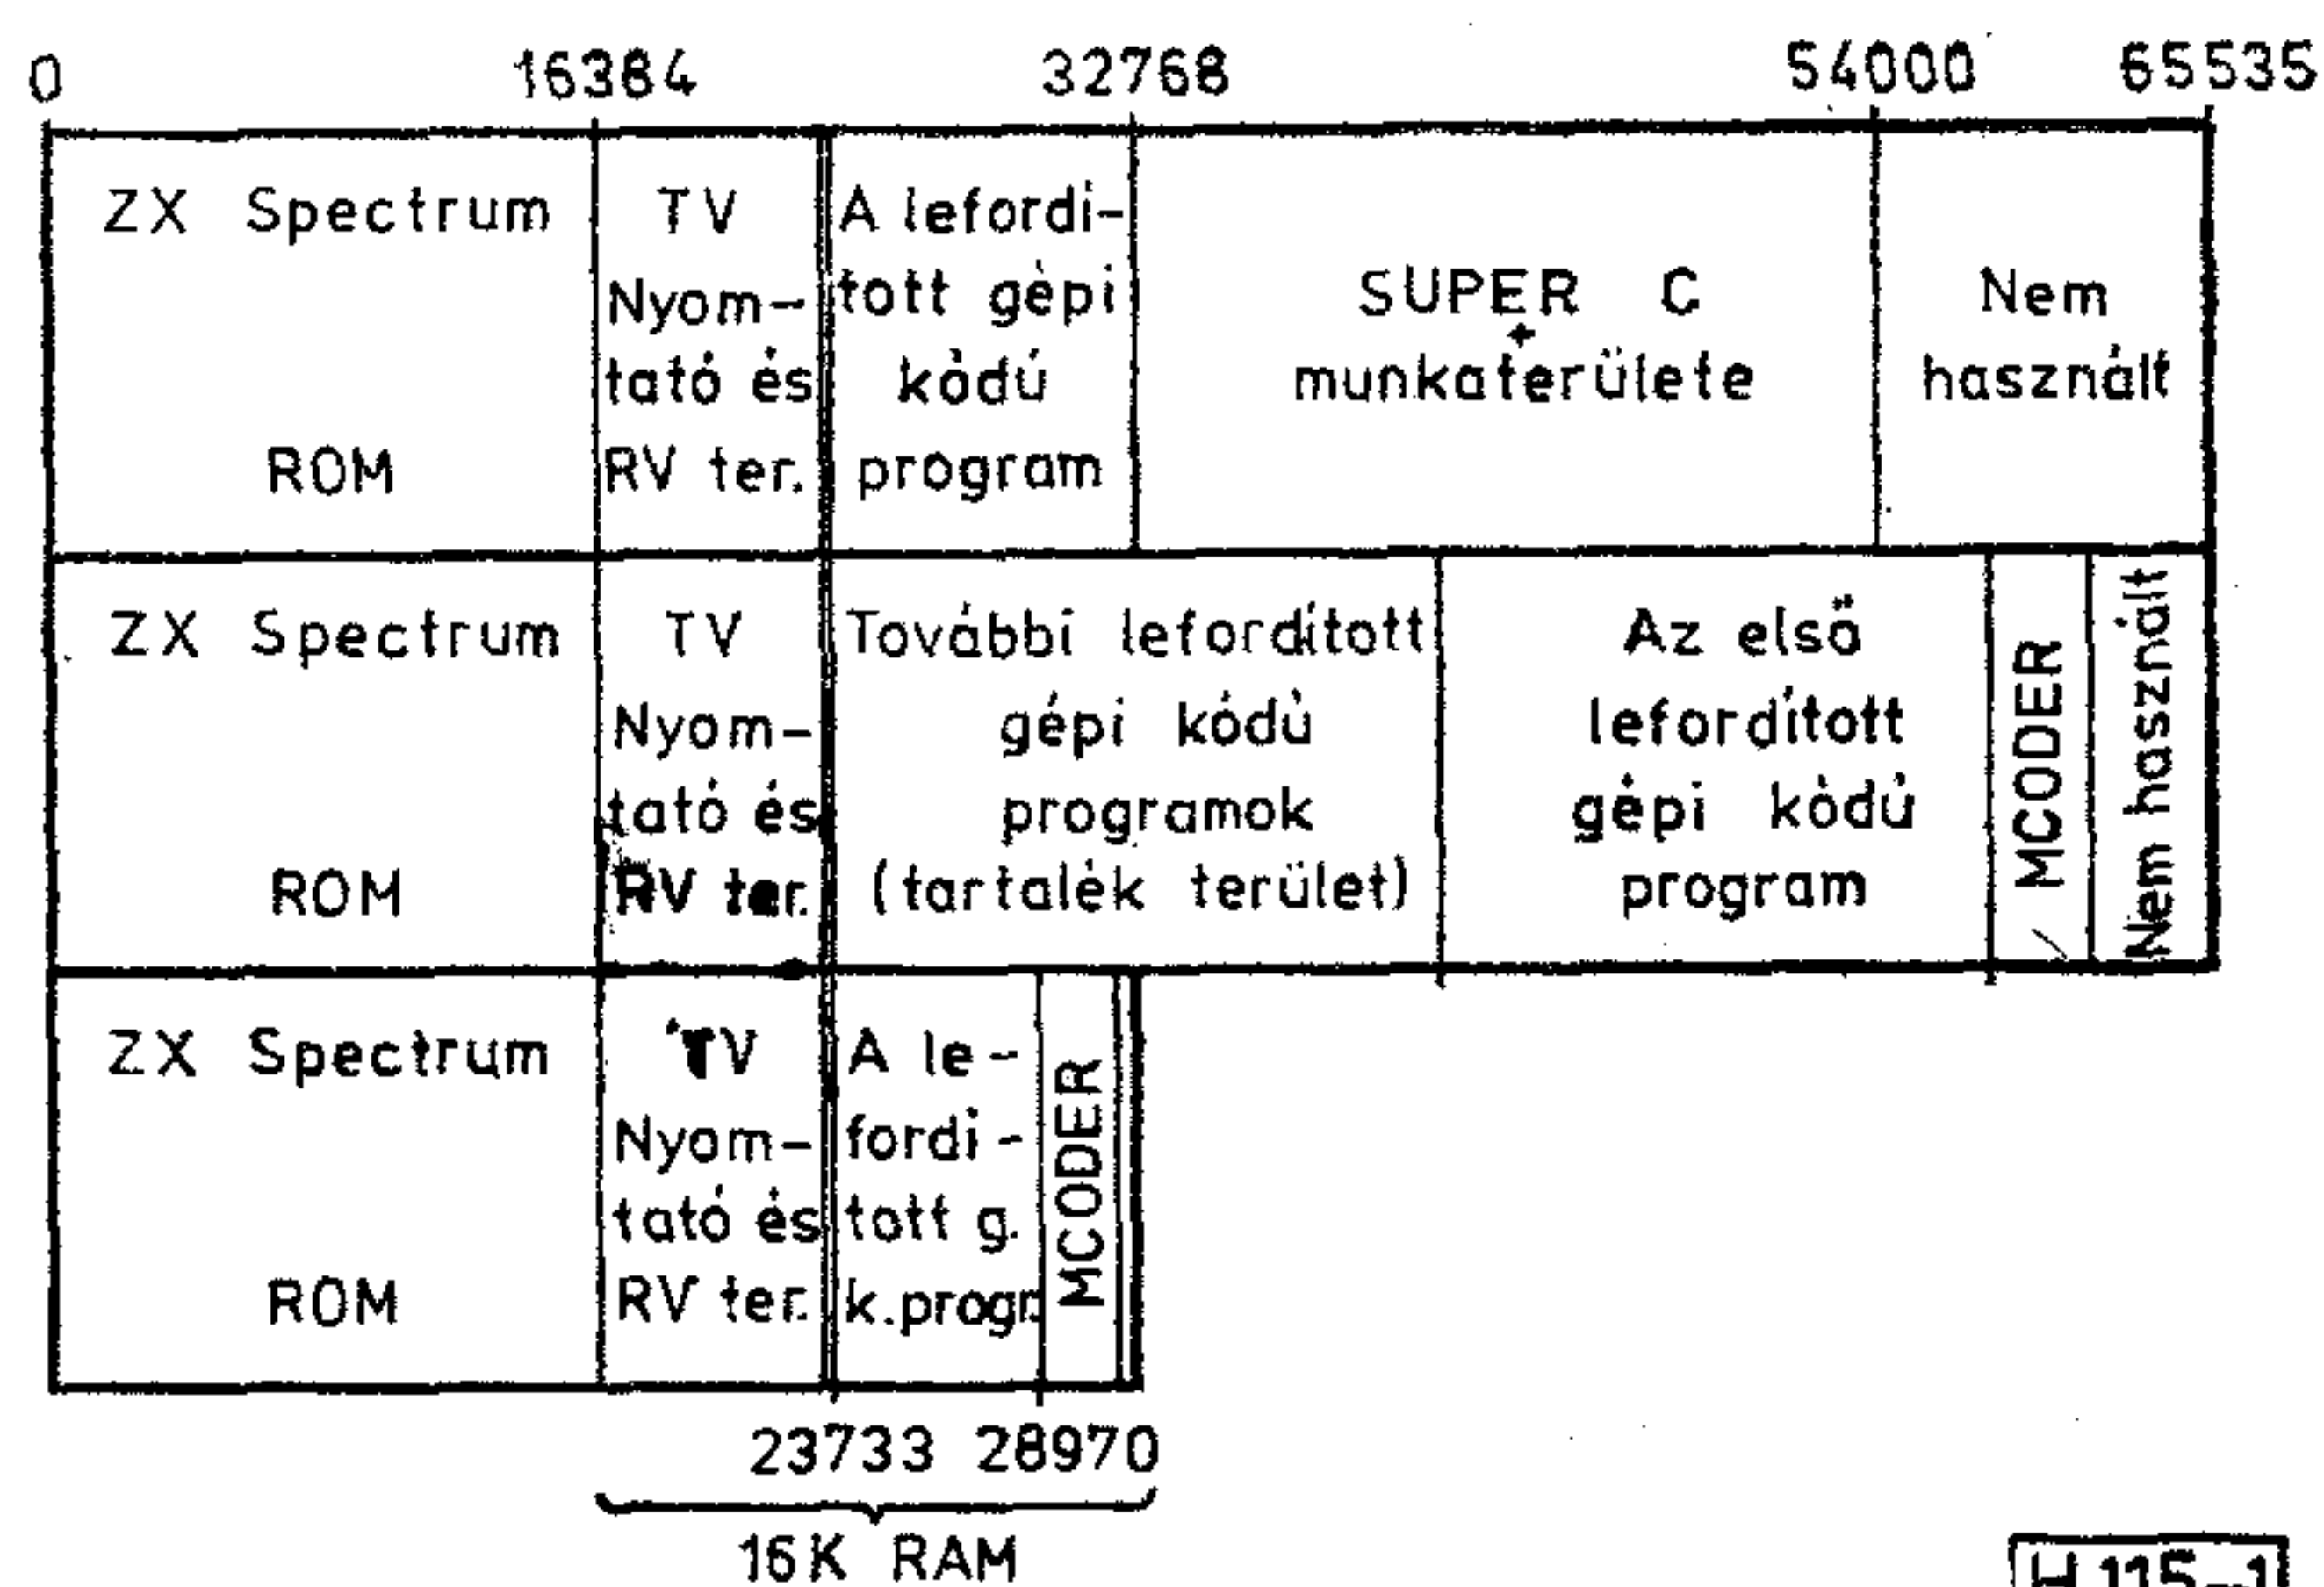 0 16384 32768 54000 65535
ZX Spectrum
ROM
TV
Nyom-
tató és
RV ter.
A lefordi-
tott gépi
kódú
program
SUPER C
+
munkaterülete
Nem
használt
ZX Spectrum
ROM
TV
Nyom-
tató és
RV ter.
További lefordított
gépi kódú
programok
(tartalék terület)
Az első
lefordított
gépi kódú
program
MCODER
Nem használt
ZX Spectrum
ROM
TV
Nyom-
tató és
RV ter.
A le-
fordi-
tott g.
k.progr.
MCODER
23733 28970
16K RAM
H 115-1